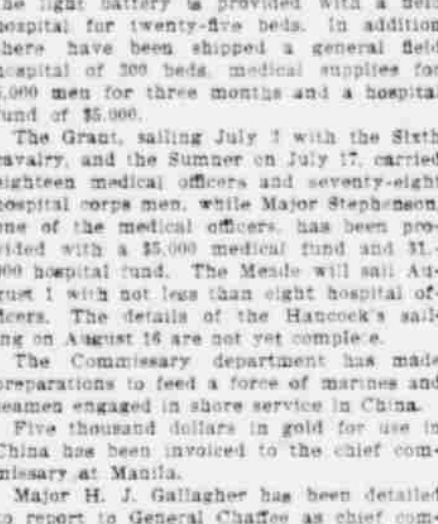 the light battery is provided with a field
hospital for twenty-five beds. In addition
there have been shipped a general field
hospital of 200 beds, medical supplies for
,000 men for three months and a hospital
fund of $5,000.
The Grant, sailing July 3 with the Sixth
cavalry, and the Sumner on July 17, carried
eighteen medical officers and seventy-eight
hospital corps men, while Major Stephenson,
one of the medical officers, has been pro-
vided with a $5,000 medical fund and $1,-
000 hospital fund. The Meade will sail Au-
gust 1 with not less than eight hospital of-
ficers. The details of the Hancock's sail-
ing on August 16 are not yet complete.
The Commissary department has made
preparations to feed a force of marines and
seamen engaged in shore service in China.
Five thousand dollars in gold for use in
China has been invoiced to the chief com-
missary at Manila.
Major H. J. Gallagher has been detailed
to report to General Chaffee as chief com-